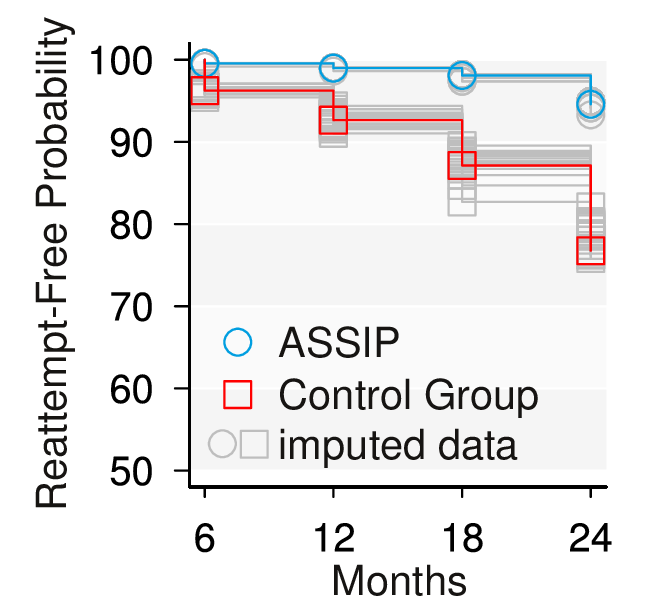 Reattempt-Free Probability
100
90
80
70
60
50
ASSIP
Control Group
imputed data
6 12 18 24
Months